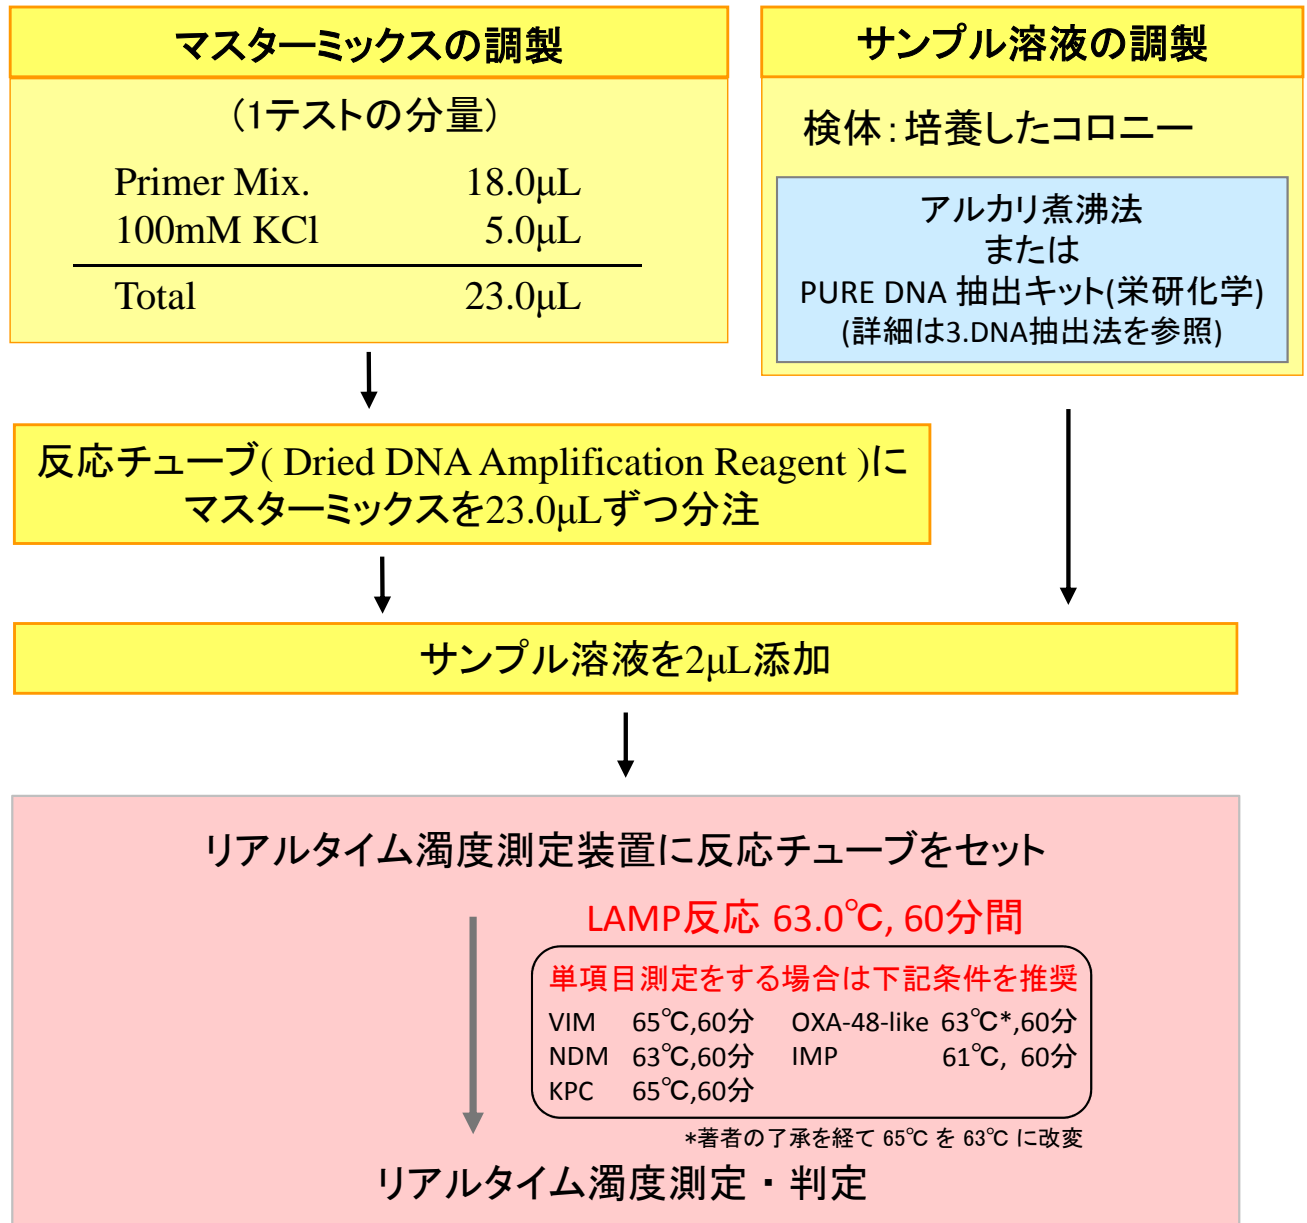 マスターミックスの調製
(1テストの分量)
Primer Mix. 18.0μL
100mM KCl 5.0μL
Total 23.0μL
サンプル溶液の調製
検体:培養したコロニー
アルカリ煮沸法
または
PURE DNA 抽出キット(栄研化学)
(詳細は3.DNA抽出法を参照)
反応チューブ( Dried DNA Amplification Reagent )に
マスターミックスを23.0μLずつ分注
サンプル溶液を2μL添加
リアルタイム濁度測定装置に反応チューブをセット
LAMP反応 63.0℃, 60分間
単項目測定をする場合は下記条件を推奨
VIM 65℃,60分 OXA-48-like 63℃*,60分
NDM 63℃,60分 IMP 61℃, 60分
KPC 65℃,60分
*著者の了承を経て 65℃ を 63℃ に改変
リアルタイム濁度測定・判定